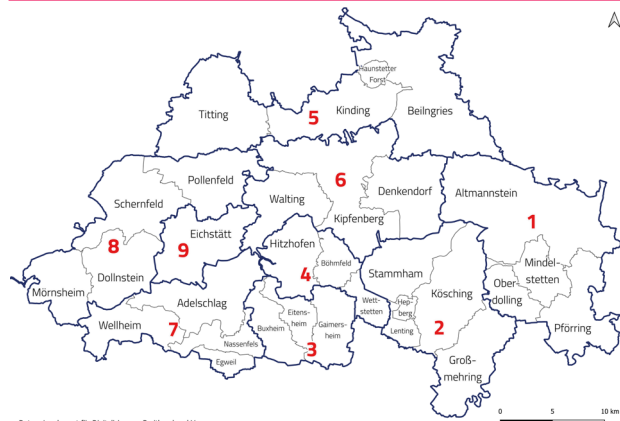 Haunstetter
Forst
Titting
5
Kinding
Beilngries
Pollenfeld
6
Denkendorf
Altmannstein
Schernfeld
Walting
Kipfenberg
1
Eichstätt
Hitzhofen
8
9
Dollnstein
4
Böhmfeld
Stammham
Mindel-
stetten
Ober-
dolling
Mörnsheim
Adelschlag
Wett-
stetten
Hep-
berg
Kösching
Wellheim
7
Nassenfels
Egweil
Buxheim
Eitens-
heim
Gaimers-
heim
3
Lenting
2
Pförring
Groß-
mehring
0
5
10 km